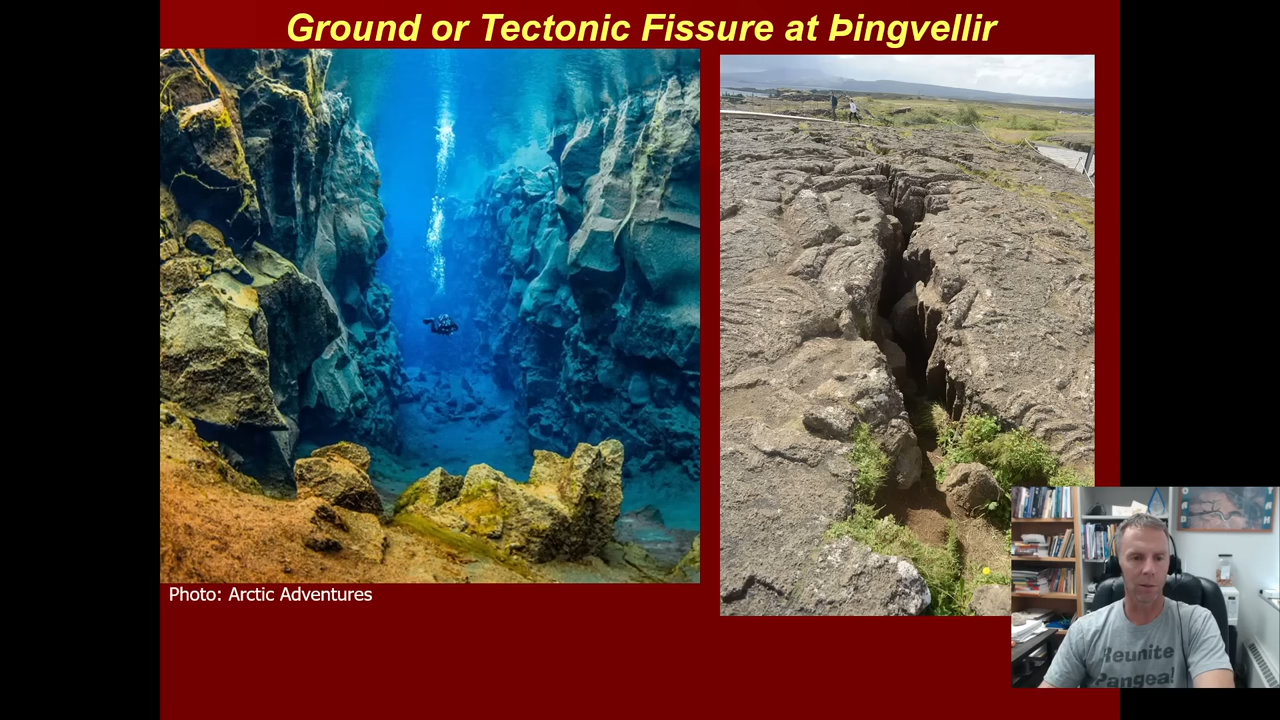 Ground or Tectonic Fissure at Þingvellir
Photo: Arctic Adventures
Reunite
Pangea!